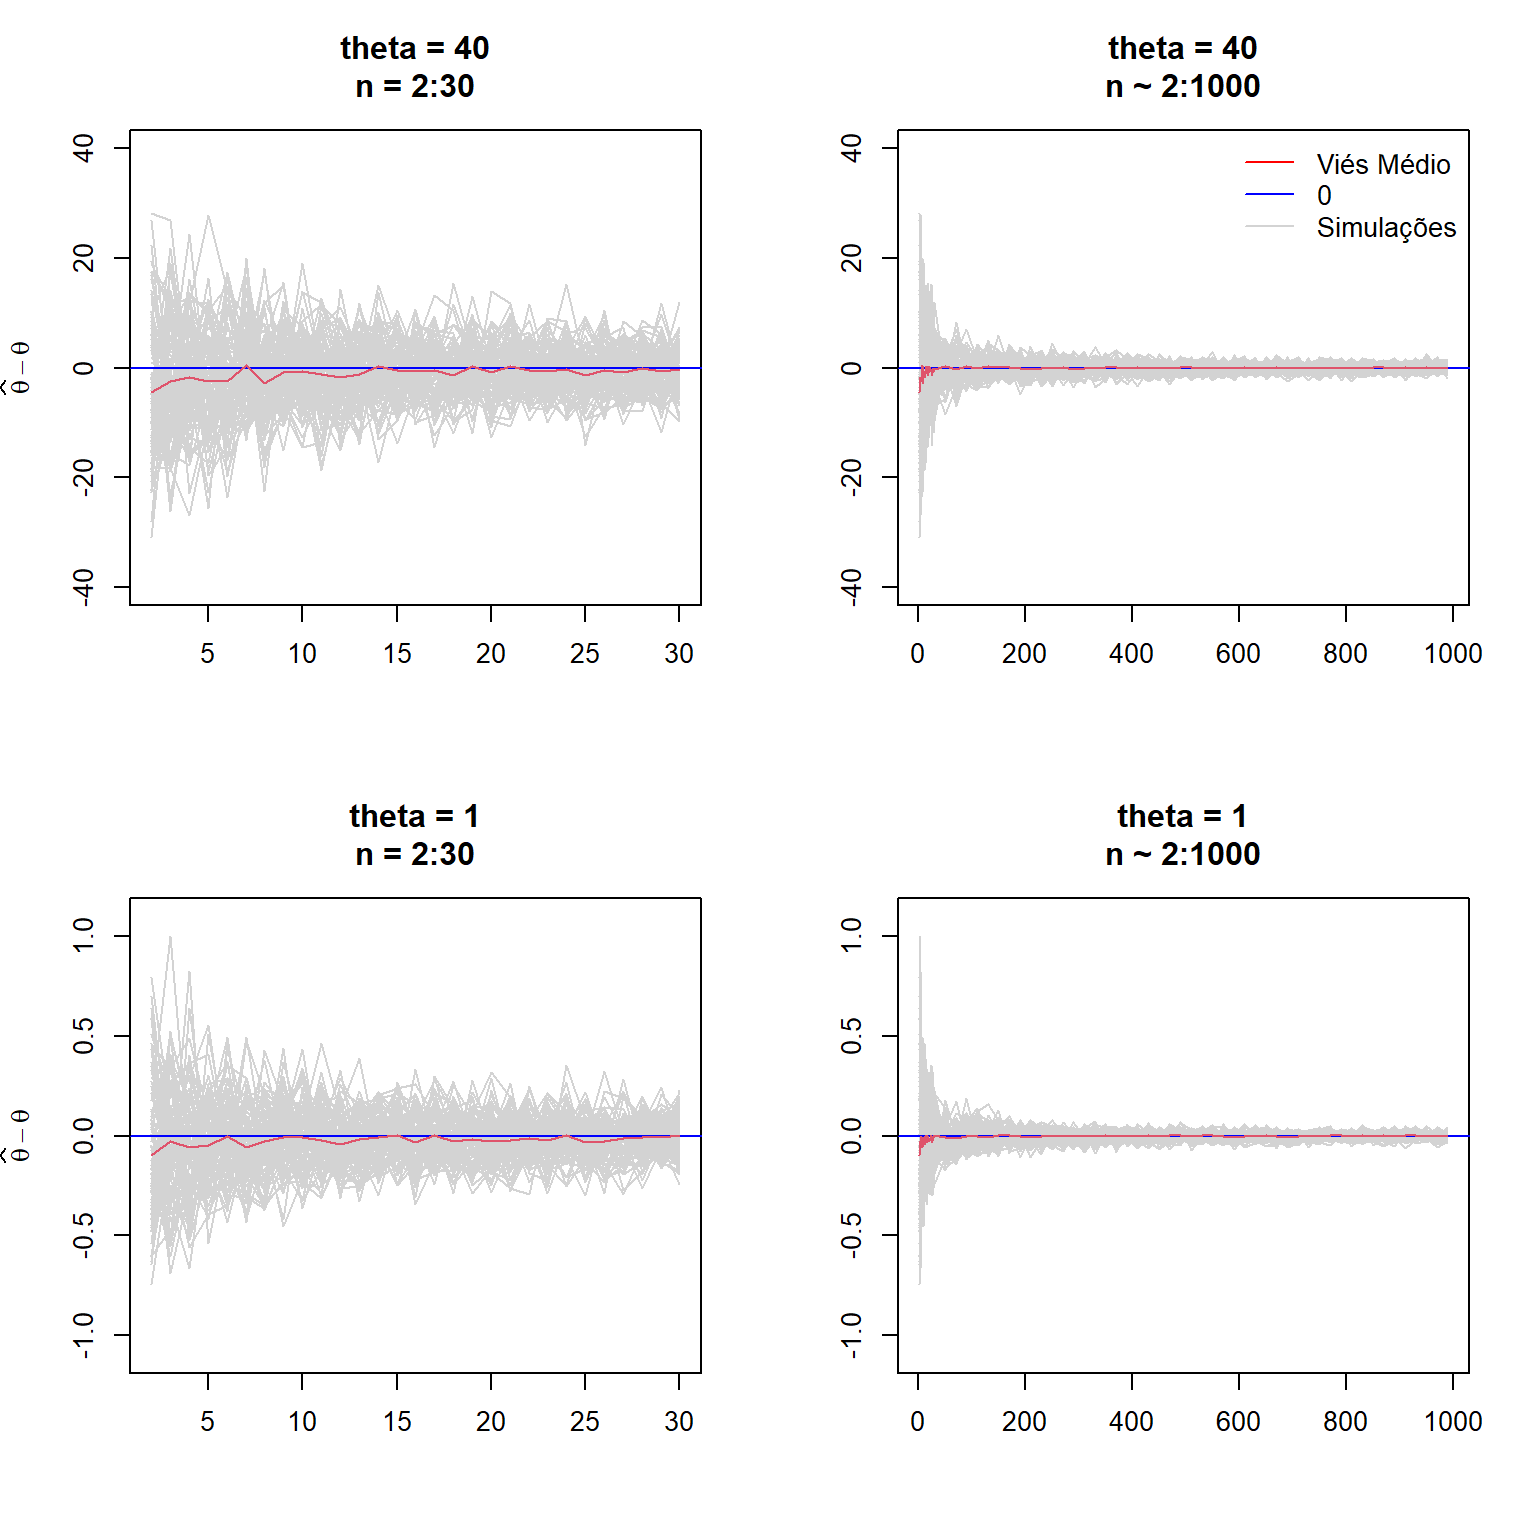 theta = 40
n = 2:30
40
20
0
-20
-40
θ̂ − θ
5 10 15 20 25 30
theta = 40
n ~ 2:1000
40
20
0
-20
-40
Viés Médio
0
Simulações
0 200 400 600 800 1000
theta = 1
n = 2:30
1.0
0.5
0.0
-0.5
-1.0
θ̂ − θ
5 10 15 20 25 30
theta = 1
n ~ 2:1000
1.0
0.5
0.0
-0.5
-1.0
0 200 400 600 800 1000